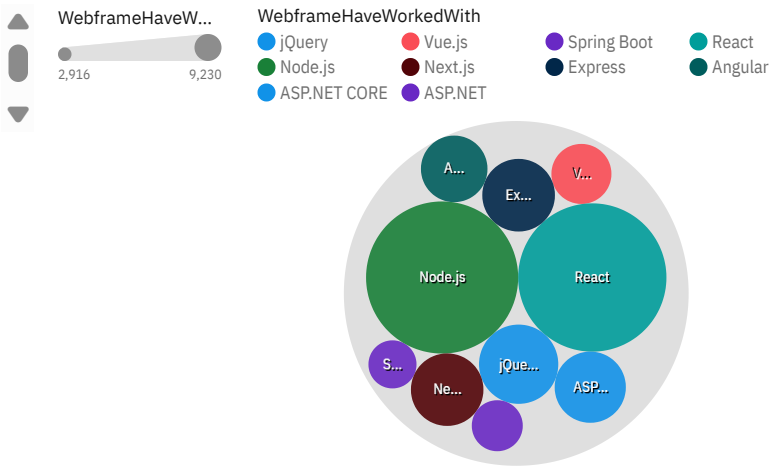 WebframeHaveW...
2,916 9,230
WebframeHaveWorkedWith
jQuery Vue.js Spring Boot React
Node.js Next.js Express Angular
ASP.NET CORE ASP.NET
A...
V...
Ex...
Node.js
React
S...
jQue...
Ne...
ASP...